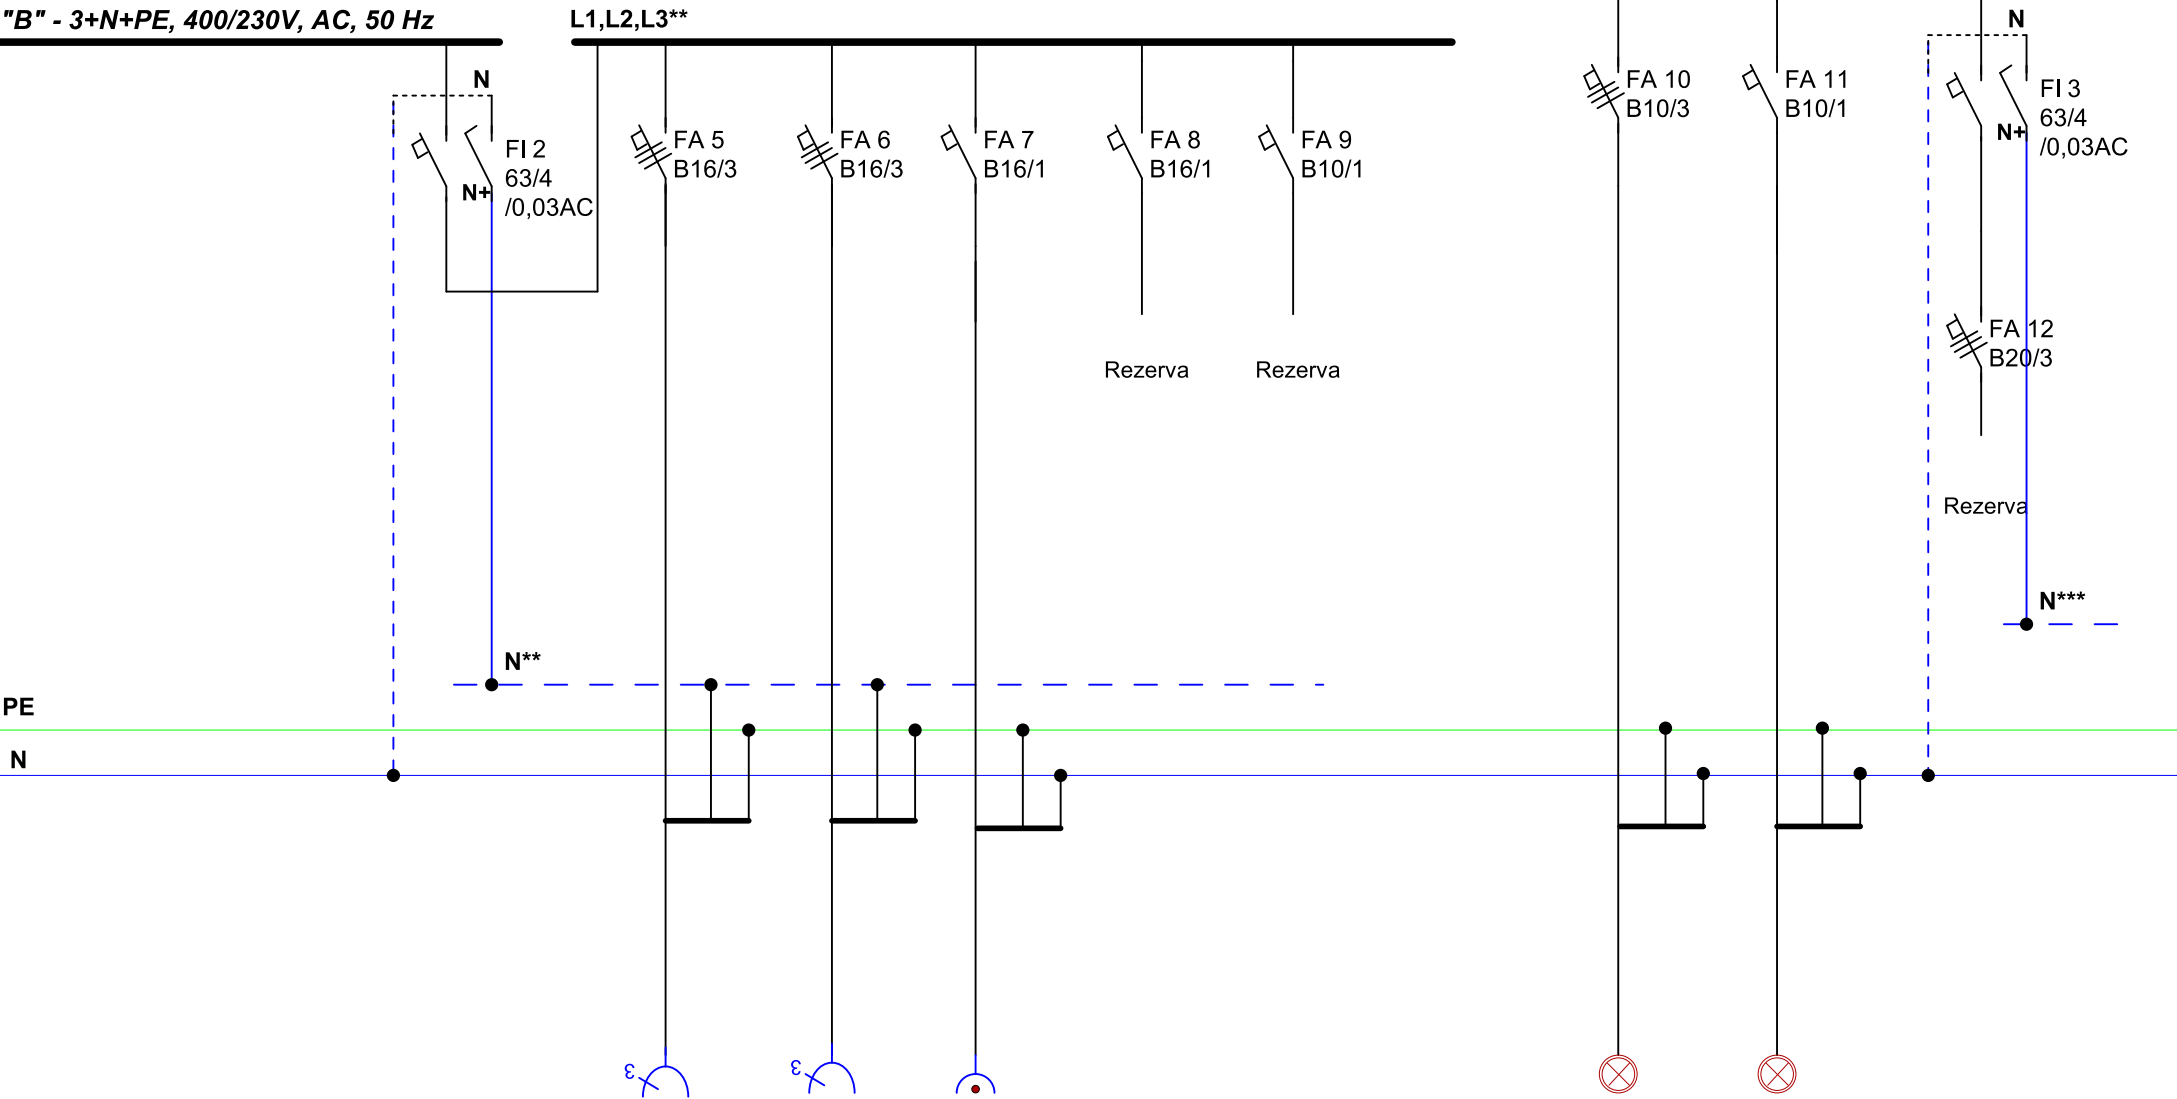 "B" - 3+N+PE, 400/230V, AC, 50 Hz
L1,L2,L3**
N
N
FI 2
63/4
/0,03AC
N+
FA 5
B16/3
FA 6
B16/3
FA 7
B16/1
FA 8
B16/1
FA 9
B10/1
FA 10
B10/3
FA 11
B10/1
FI 3
63/4
/0,03AC
N+
FA 12
B20/3
Rezerva
Rezerva
Rezerva
N***
N**
PE
N
3
3